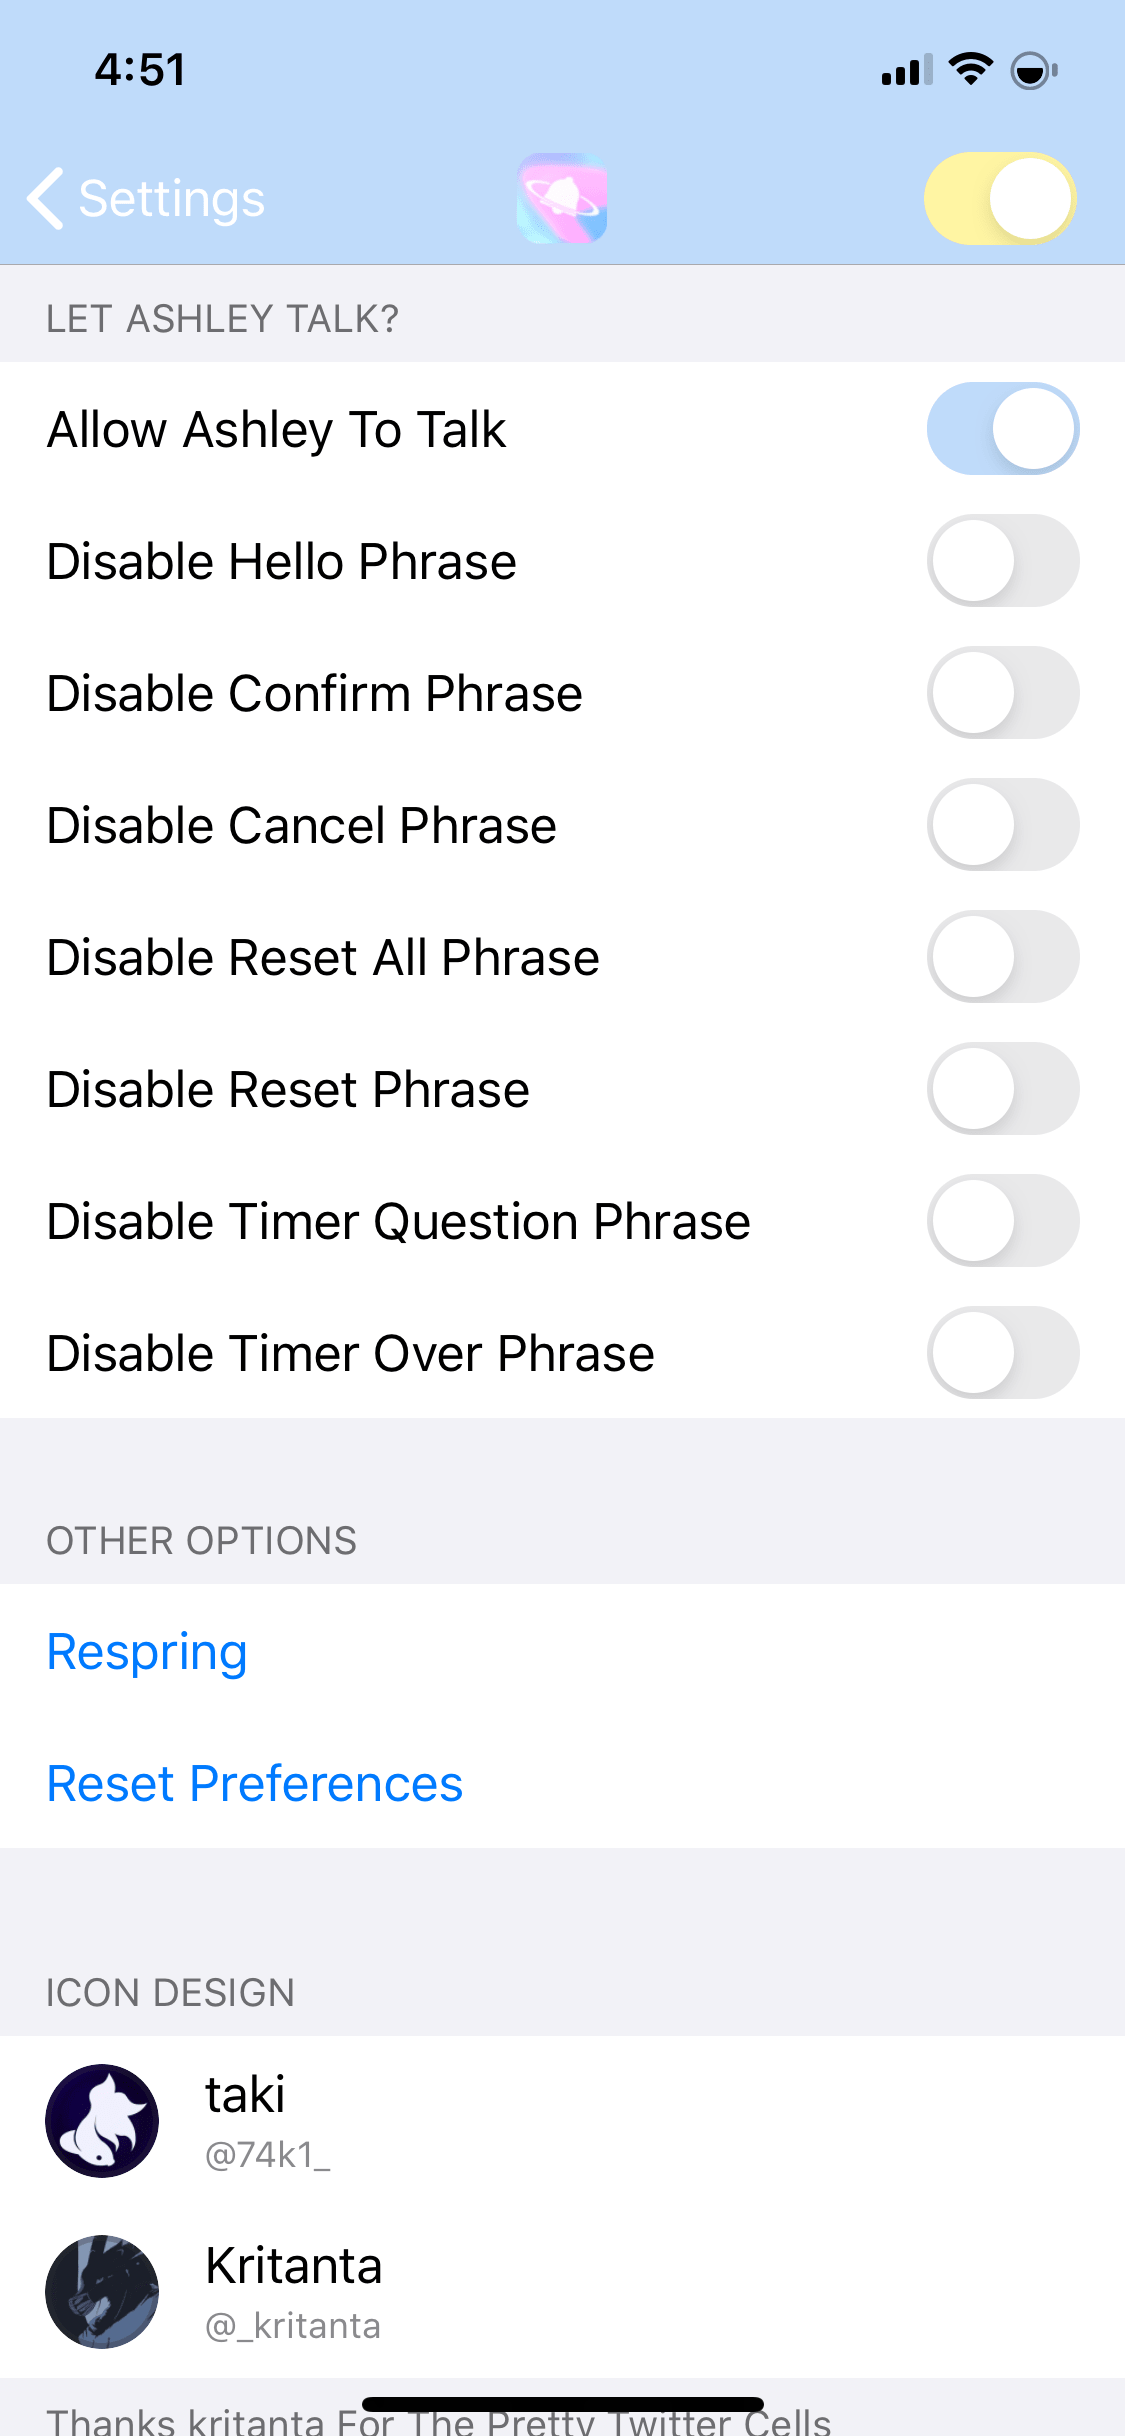 4:51
Settings
LET ASHLEY TALK?
Allow Ashley To Talk
Disable Hello Phrase
Disable Confirm Phrase
Disable Cancel Phrase
Disable Reset All Phrase
Disable Reset Phrase
Disable Timer Question Phrase
Disable Timer Over Phrase
OTHER OPTIONS
Respring
Reset Preferences
ICON DESIGN
taki
@74k1_
Kritanta
@_kritanta
Thanks kritanta For The Pretty Twitter Cells